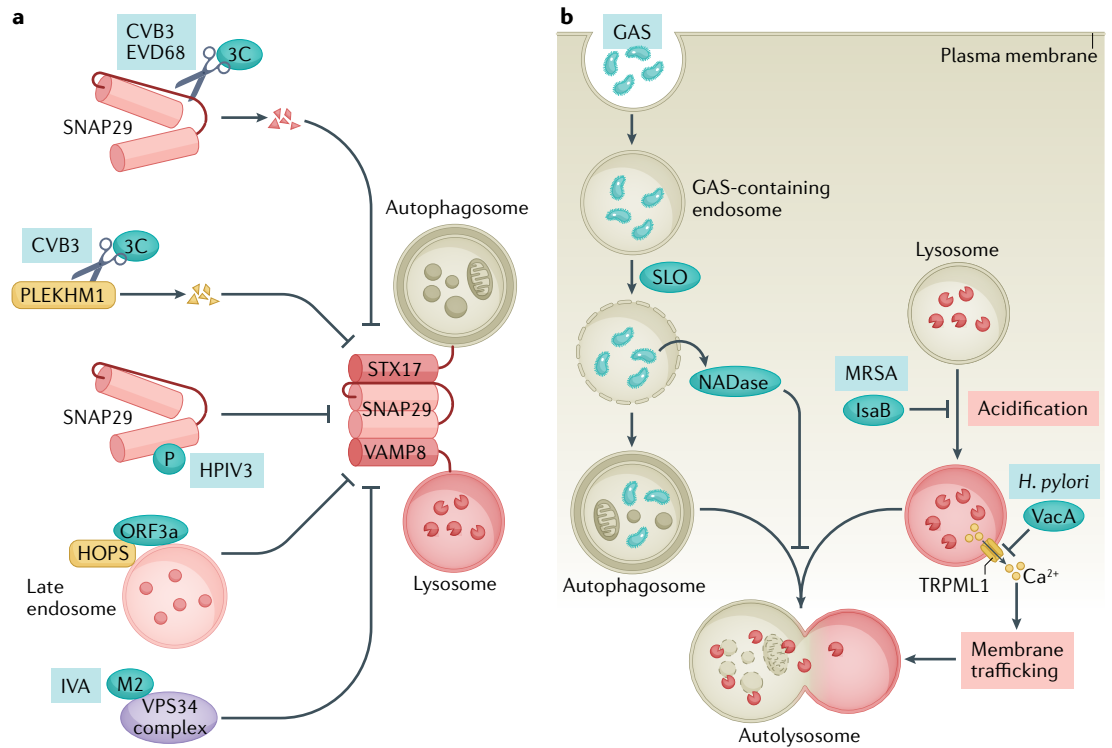 a
CVB3
EVD68
3C
SNAP29
CVB3
3C
PLEKHM1
SNAP29
P
HPIV3
ORF3a
HOPS
Late
endosome
IVA
M2
VPS34
complex
Autophagosome
STX17
SNAP29
VAMP8
Lysosome
b
GAS
Plasma membrane
GAS-containing
endosome
SLO
NADase
Autophagosome
Lysosome
MRSA
IsaB
Acidification
H. pylori
VacA
TRPML1
Ca²⁺
Membrane
trafficking
Autolysosome